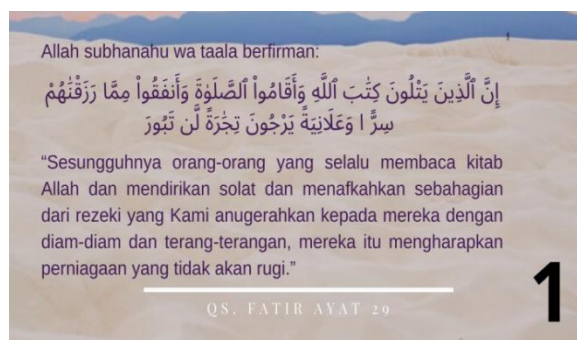 Allah subhanahu wa taala berfirman:
إِنَّ ٱلَّذِينَ يَتْلُونَ كِتَٰبَ ٱللَّهِ وَأَقَامُوا۟ ٱلصَّلَوٰةَ وَأَنفَقُوا۟ مِمَّا رَزَقْنَٰهُمْ
سِرًّ ا وَعَلَانِيَةً يَرْجُونَ تِجَٰرَةً لَّن تَبُورَ
“Sesungguhnya orang-orang yang selalu membaca kitab
Allah dan mendirikan solat dan menafkahkan sebahagian
dari rezeki yang Kami anugerahkan kepada mereka dengan
diam-diam dan terang-terangan, mereka itu mengharapkan
perniagaan yang tidak akan rugi.”
QS. FATIR AYAT 29
1